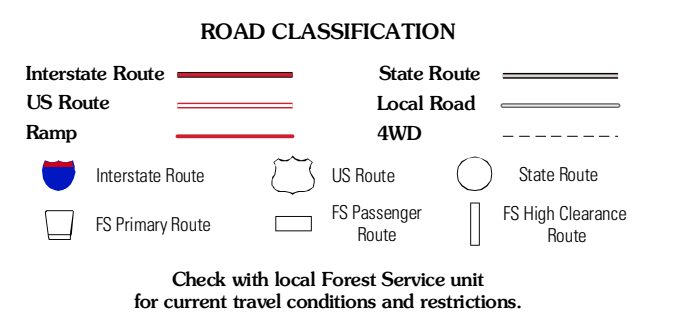 ROAD CLASSIFICATION
Interstate Route
State Route
US Route
Local Road
Ramp
4WD
Interstate Route
US Route
State Route
FS Primary Route
FS Passenger
Route
FS High Clearance
Route
Check with local Forest Service unit
for current travel conditions and restrictions.